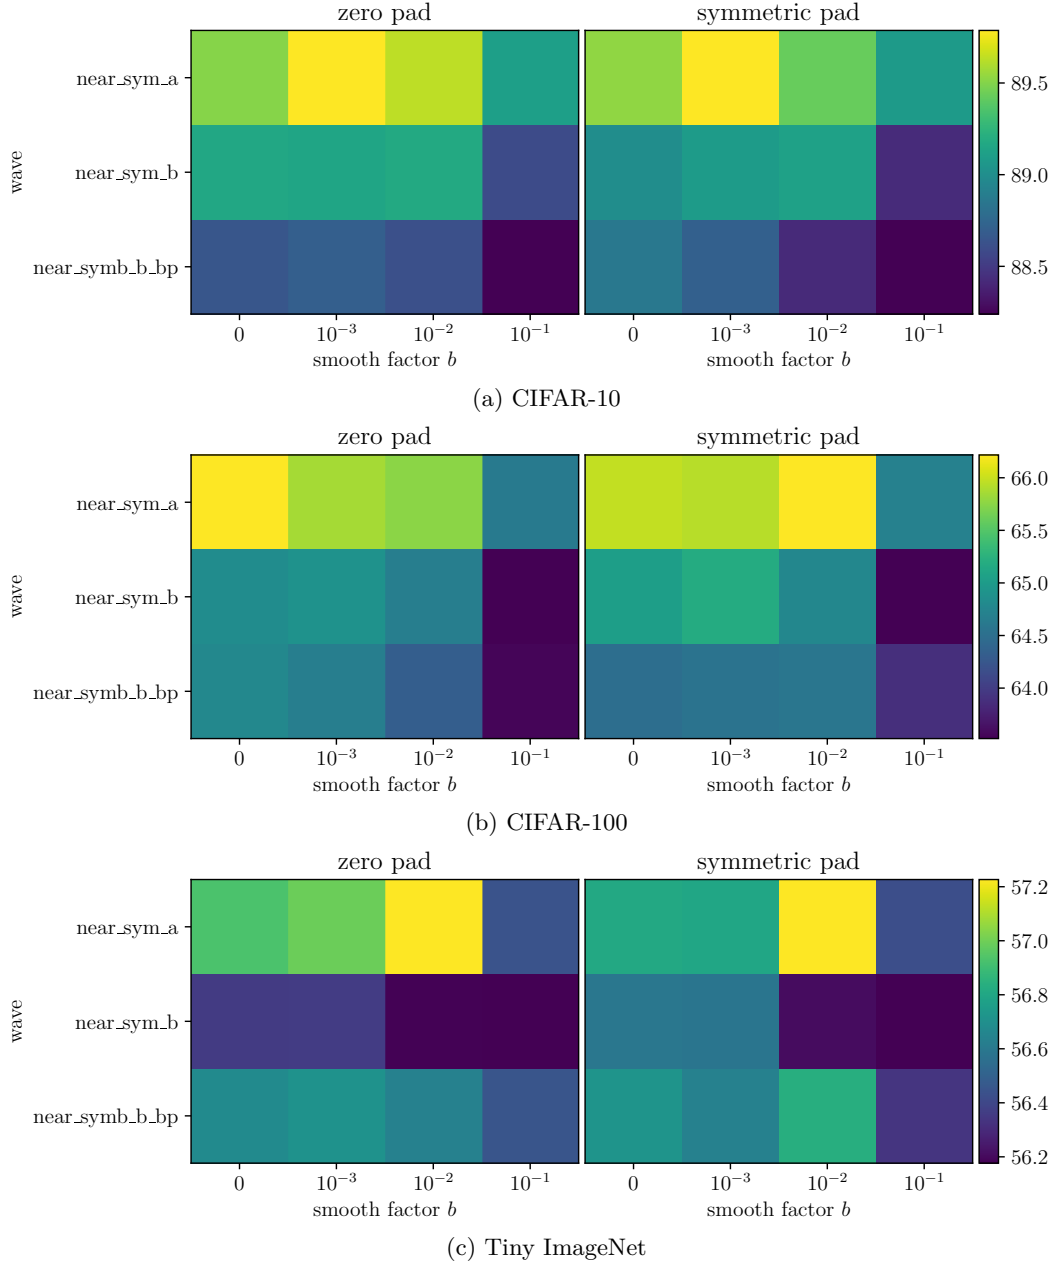 zero pad symmetric pad
near_sym_a
near_sym_b
near_symb_b_bp
wave
0 10⁻³ 10⁻² 10⁻¹ 0 10⁻³ 10⁻² 10⁻¹
smooth factor b smooth factor b
89.5
89.0
88.5
(a) CIFAR-10
zero pad symmetric pad
near_sym_a
near_sym_b
near_symb_b_bp
wave
0 10⁻³ 10⁻² 10⁻¹ 0 10⁻³ 10⁻² 10⁻¹
smooth factor b smooth factor b
66.0
65.5
65.0
64.5
64.0
(b) CIFAR-100
zero pad symmetric pad
near_sym_a
near_sym_b
near_symb_b_bp
wave
0 10⁻³ 10⁻² 10⁻¹ 0 10⁻³ 10⁻² 10⁻¹
smooth factor b smooth factor b
57.2
57.0
56.8
56.6
56.4
56.2
(c) Tiny ImageNet